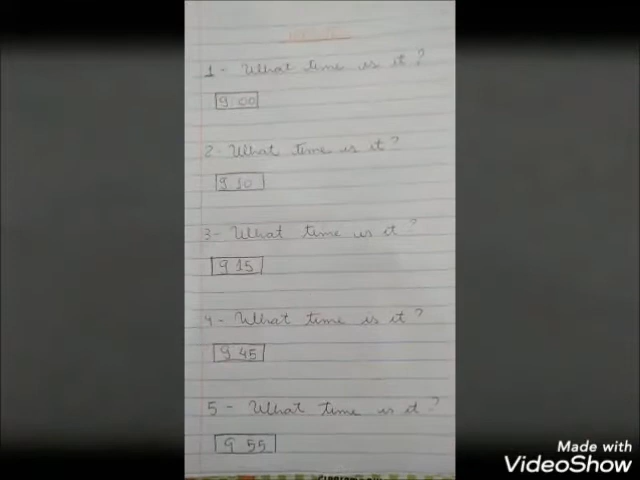 1 - What time is it?
9 00
2 - What time is it?
9 10
3 - What time is it?
9 15
4 - What time is it?
9 45
5 - What time is it?
9 55
Made with
VideoShow